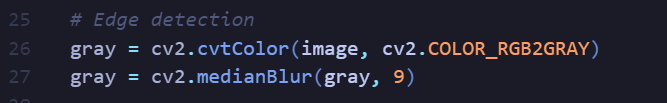 25 # Edge detection
26 gray = cv2.cvtColor(image, cv2.COLOR_RGB2GRAY)
27 gray = cv2.medianBlur(gray, 9)